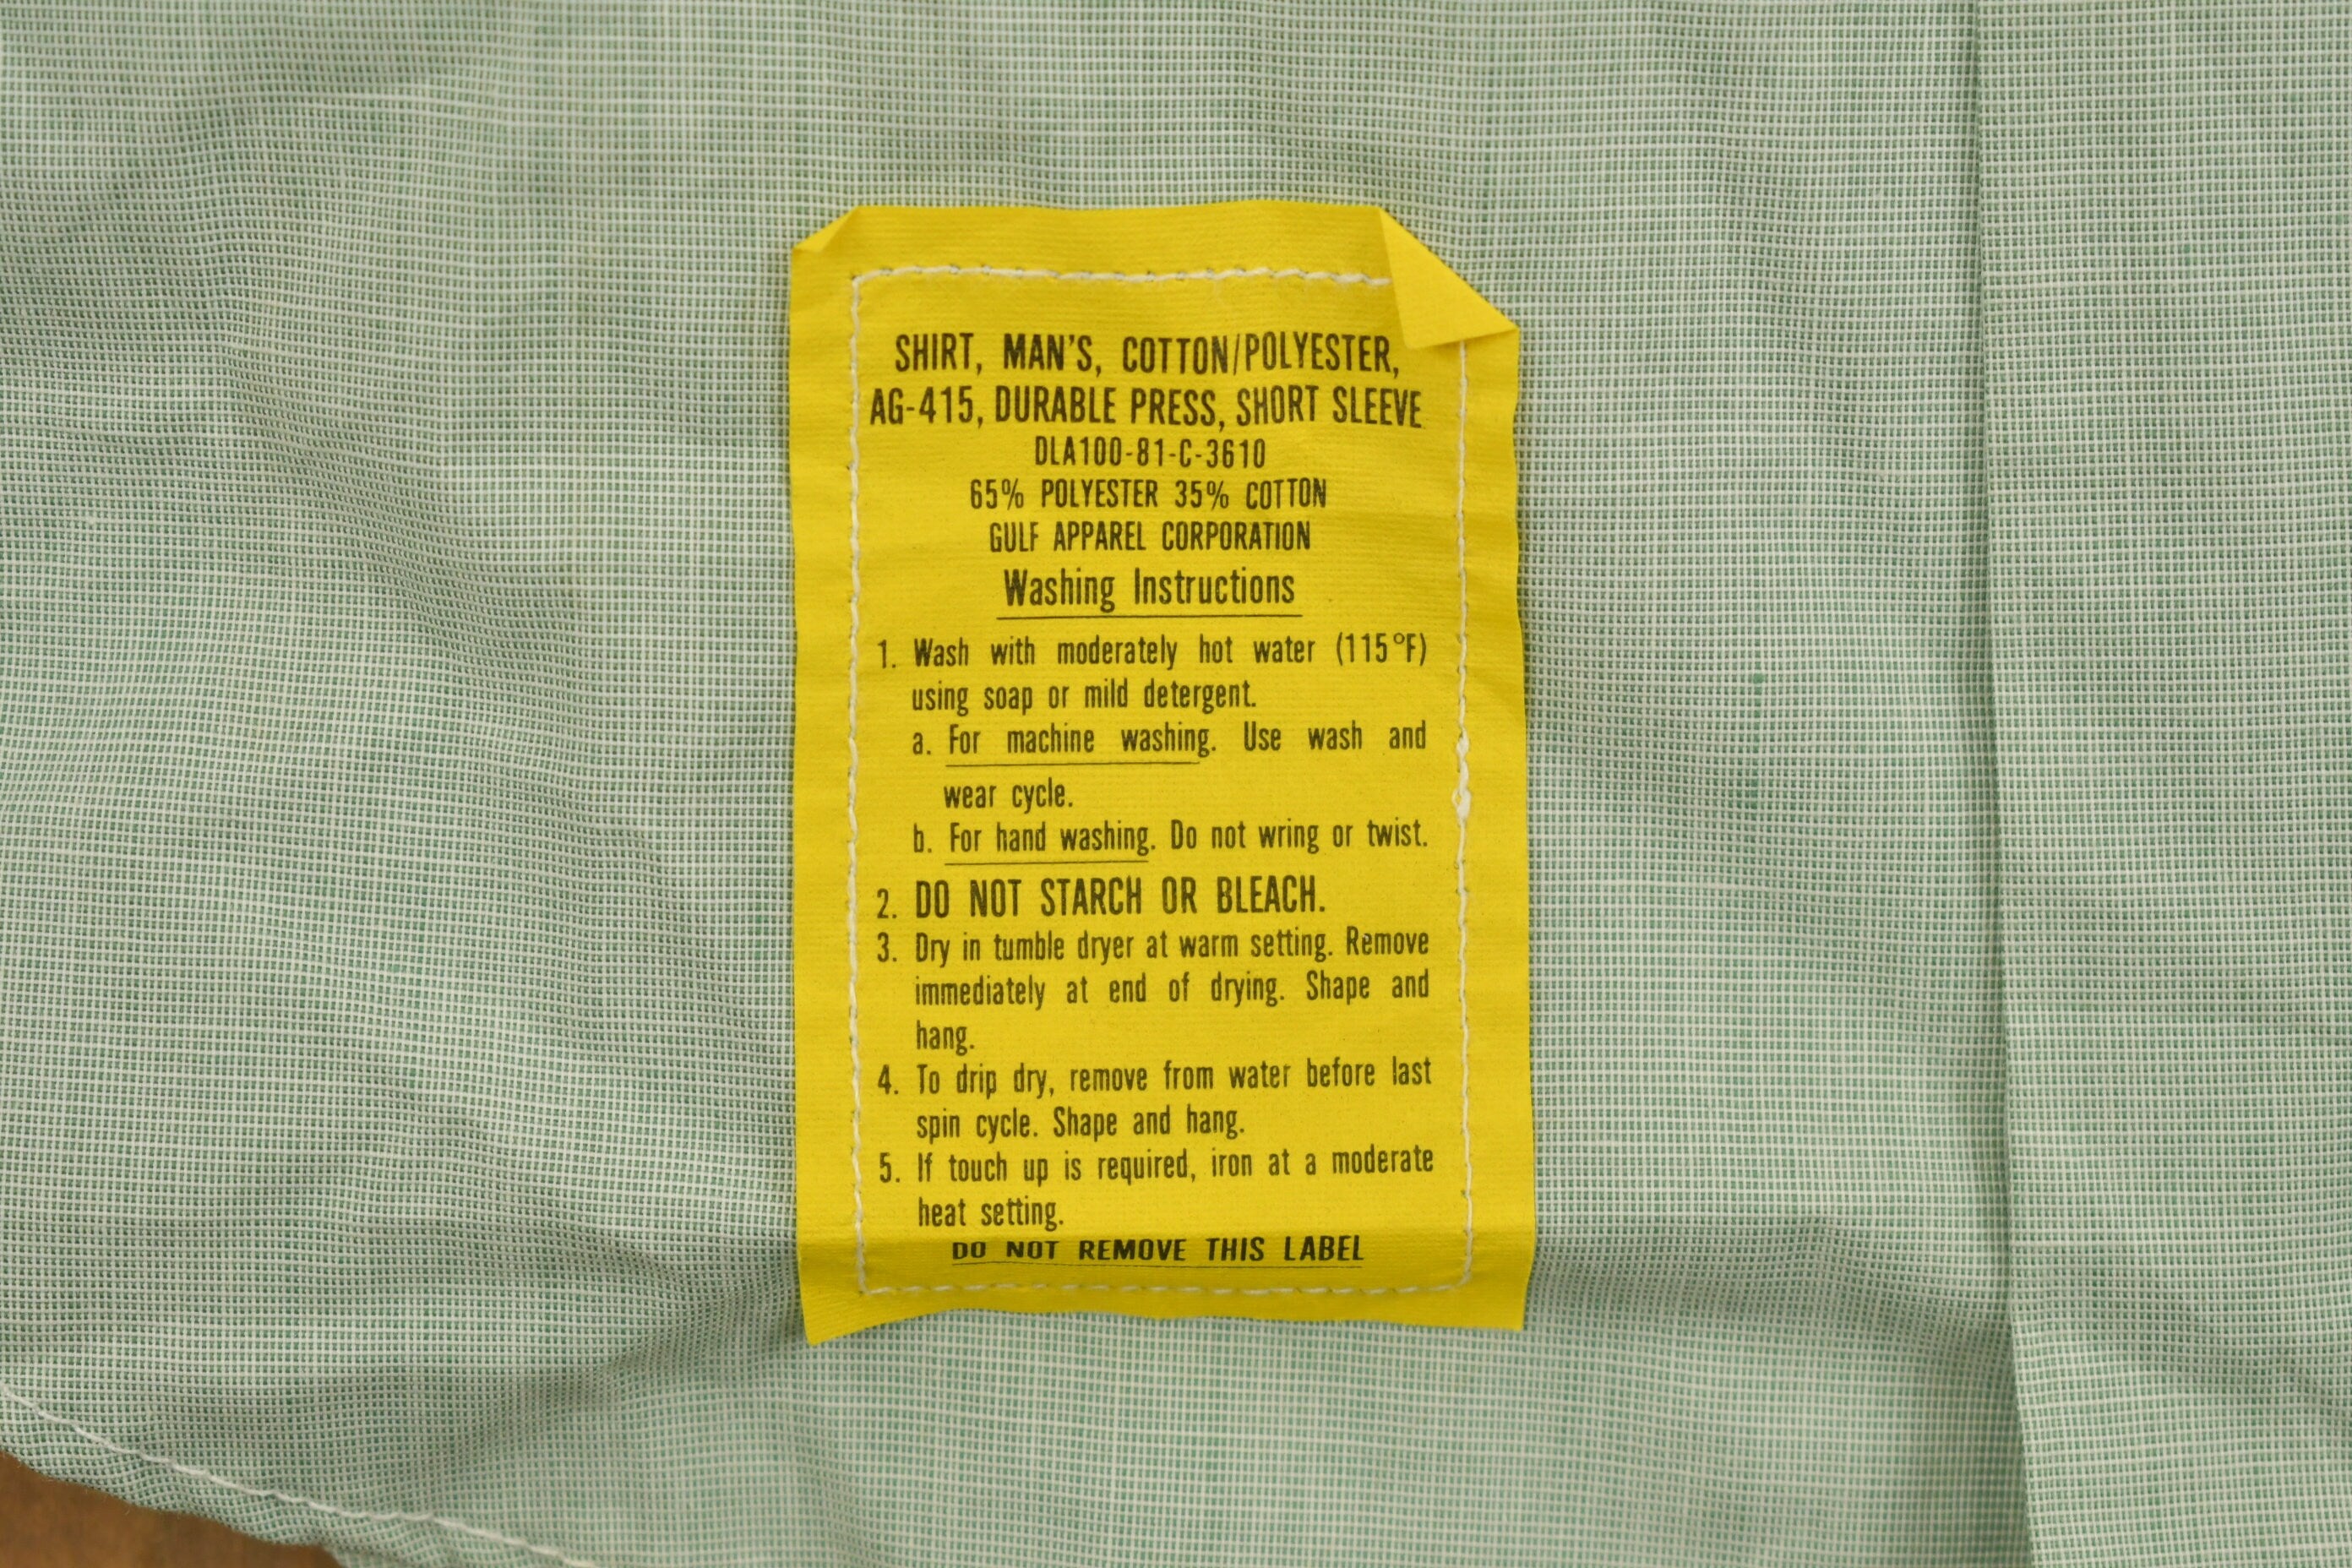 SHIRT, MAN'S, COTTON/POLYESTER,
AG-415, DURABLE PRESS, SHORT SLEEVE
DLA100-81-C-3610
65% POLYESTER 35% COTTON
GULF APPAREL CORPORATION
Washing Instructions
1. Wash with moderately hot water (115°F)
using soap or mild detergent.
a. For machine washing. Use wash and
wear cycle.
b. For hand washing. Do not wring or twist.
2. DO NOT STARCH OR BLEACH.
3. Dry in tumble dryer at warm setting. Remove
immediately at end of drying. Shape and
hang.
4. To drip dry, remove from water before last
spin cycle. Shape and hang.
5. If touch up is required, iron at a moderate
heat setting.
DO NOT REMOVE THIS LABEL